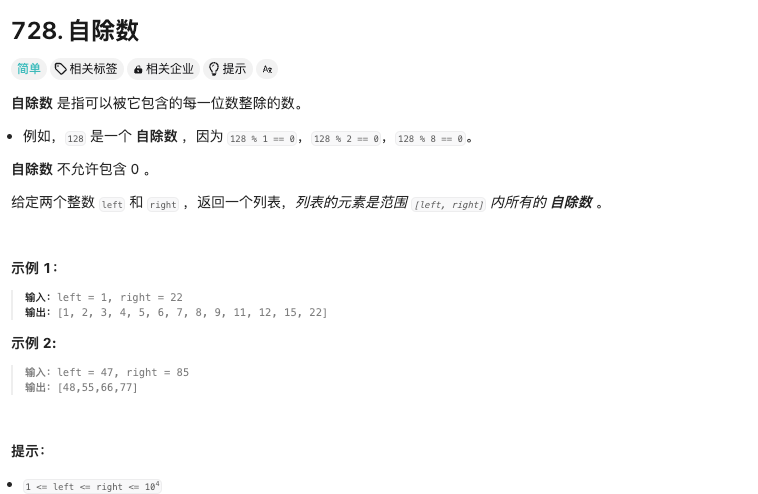 728. 自除数
简单 相关标签 相关企业 提示 Aɀ
自除数 是指可以被它包含的每一位数整除的数。
• 例如，128 是一个 自除数 ，因为 128 % 1 == 0，128 % 2 == 0，128 % 8 == 0。
自除数 不允许包含 0 。
给定两个整数 left 和 right ，返回一个列表，列表的元素是范围 [left, right] 内所有的 自除数 。
示例 1：
输入：left = 1, right = 22
输出：[1, 2, 3, 4, 5, 6, 7, 8, 9, 11, 12, 15, 22]
示例 2:
输入：left = 47, right = 85
输出：[48,55,66,77]
提示：
• 1 <= left <= right <= 10⁴